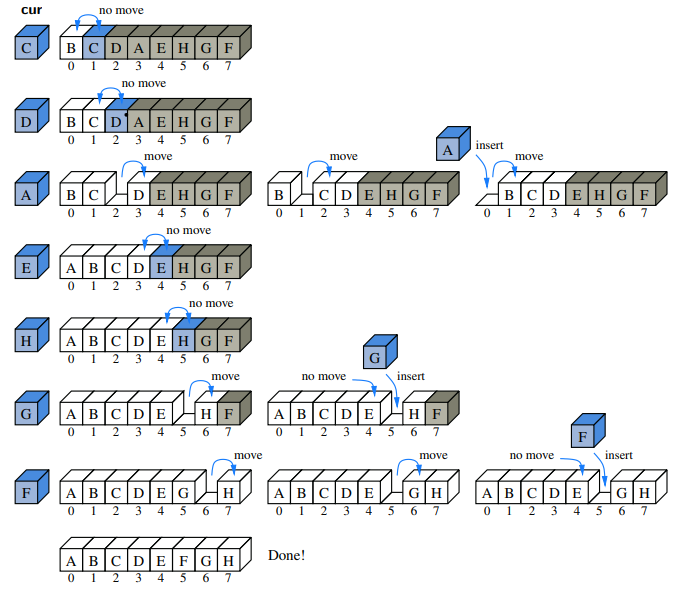 cur no move
C B C D A E H G F
0 1 2 3 4 5 6 7
no move
D B C D A E H G F
0 1 2 3 4 5 6 7
A insert
move move move
A B C D E H G F B C D E H G F B C D E H G F
0 1 2 3 4 5 6 7 0 1 2 3 4 5 6 7 0 1 2 3 4 5 6 7
no move
E A B C D E H G F
0 1 2 3 4 5 6 7
no move
H A B C D E H G F
0 1 2 3 4 5 6 7
G
move no move insert
G A B C D E H F A B C D E H F
0 1 2 3 4 5 6 7 0 1 2 3 4 5 6 7
F
move move no move insert
F A B C D E G H A B C D E G H A B C D E G H
0 1 2 3 4 5 6 7 0 1 2 3 4 5 6 7 0 1 2 3 4 5 6 7
A B C D E F G H Done!
0 1 2 3 4 5 6 7